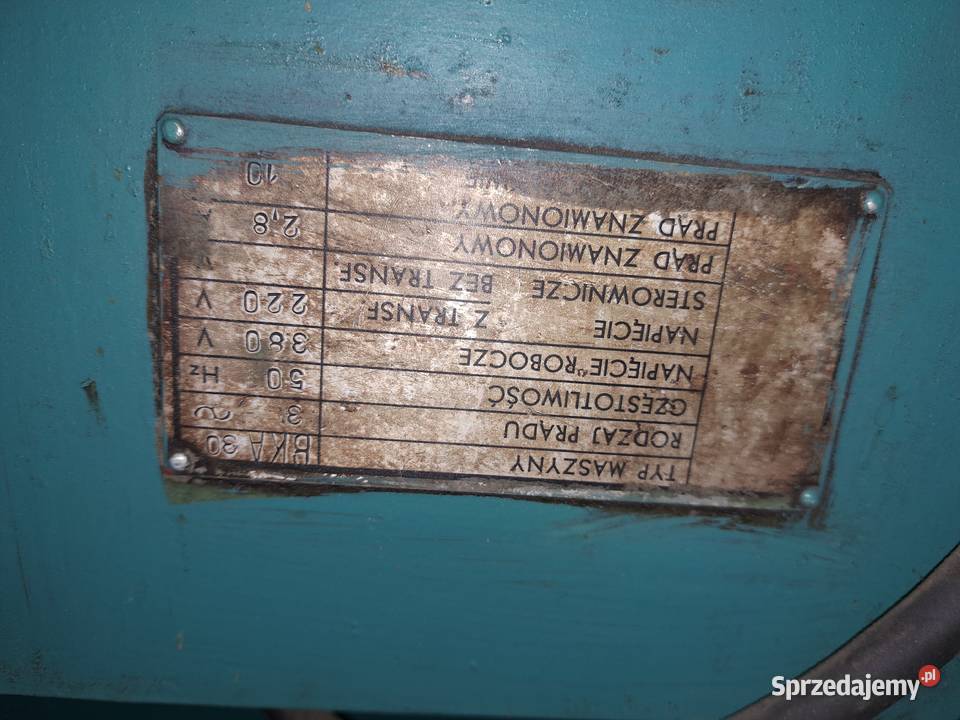 TYP MASZYNY BKA 30
RODZAJ PRĄDU 3 ~
CZĘSTOTLIWOŚĆ 50 Hz
NAPIĘCIE ROBOCZE 380 V
NAPIĘCIE Z TRANSF. 220 V
STEROWNICZE BEZ TRANSF.
PRĄD ZNAMIONOWY 2,8 A
PRĄD ZNAMIONOWY 10
Sprzedajemy.pl